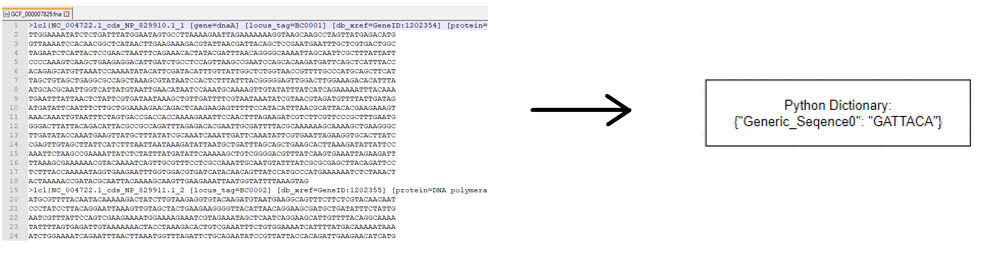 GCF_000007825.fna
1 >lcl|NC_004722.1_cds_NP_829910.1_1 [gene=dnaA] [locus_tag=BC0001] [db_xref=GeneID:1202354] [protein=
2 TTGGAAAATATCTCTGATTTATGGAATAGTGCCTTAAAAGAATTAGAAAAAAAGGTAAGCAAGCCTAGTTATGAGACATG
3 GTTAAAATCCACAACGGCTCATAACTTGAAGAAAGACGTATTAACGATTACAGCTCCGAATGAATTTGCTCGTGACTGGC
4 TAGAATCTCATTACTCCGAACTAATTTCAGAAACACTATACGATTTAACAGGGGCAAAATTAGCAATTCGCTTTATTATT
5 CCCCAAAGTCAAGCTGAAGAGGACATTGATCTGCCTCCAGTTAAGCCGAATCCAGCACAAGATGATTCAGCTCATTTACC
6 ACAGAGCATGTTAAATCCAAAATATACATTCGATACATTTGTTATTGGCTCTGGTAACCGTTTTGCCCATGCAGCTTCAT
7 TAGCTGTAGCTGAGGCGCCAGCTAAAGCGTATAATCCACTCTTTATTTACGGGGGAGTTGGACTTGGAAAGACACATTTA
8 ATGCACGCAATTGGTCATTATGTAATTGAACATAATCCAAATGCAAAAGTTGTATATTTATCATCAGAAAAATTTACAAA
9 TGAATTTATTAACTCTATTCGTGATAATAAAGCTGTTGATTTTCGTAATAAATATCGTAACGTAGATGTTTTATTGATAG
10 ATGATATTCAATTTCTTGCTGGAAAAGAACAGACTCAAGAAGAGTTTTTCCATACATTTAACGCATTACACGAAGAAAGT
11 AAACAAATTGTAATTTCTAGTGACCGACCACCAAAAGAAATTCCAACTTTAGAAGATCGTCTTCGTTCCCGCTTTGAATG
12 GGGACTTATTACAGACATTACGCCGCCAGATTTAGAGACACGAATTGCGATTTTACGCAAAAAAGCAAAAGCTGAAGGGC
13 TTGATATACCAAATGAAGTTATGCTTTATATCGCAAATCAAATTGATTCAAATATTCGTGAATTAGAAGGTGCACTTATC
14 CGAGTTGTAGCTTATTCATCTTTAATTAATAAAGATATTAATGCTGATTTAGCAGCTGAAGCACTTAAAGATATTATTCC
15 AAATTCTAAGCCGAAAATTATCTCTATTTATGATATTCAAAAAGCTGTCGGGGACGTTTATCAAGTGAAATTAGAAGATT
16 TTAAAGCGAAAAAACGTACAAAATCAGTTGCGTTTCCTCGCCAAATTGCAATGTATTTATCGCGCGAGCTTACAGATTCC
17 TCTTTACCAAAAATAGGTGAAGAATTTGGTGGACGTGATCATACAACAGTTATCCATGCCCATGAAAAAATCTCTAAACT
18 ACTAAAAACCGATACGCAATTACAAAAGCAAGTTGAAGAAATTAATGGTATTTTAAAGTAG
19 >lcl|NC_004722.1_cds_NP_829911.1_2 [locus_tag=BC0002] [db_xref=GeneID:1202355] [protein=DNA polymera
20 ATGCGTTTTACAATACAAAAAGACTATCTTGTAAGAGGTGTACAAGATGTAATGAAGGCAGTTTCTTCTCGTACAACAAT
21 CCCTATCCTTACAGGAATTAAAGTTGTAGCTACTGAAGAAGGGGTTACATTAACAGGAAGCGATGCTGATATTTCTATTG
22 AATCGTTTATTCCAGTCGAAGAAAATGGAAAAGAAATCGTAGAAATAGCTCAATCAGGAAGCATTGTTTTACAGGCAAAA
23 TATTTTAGTGAGATTGTAAAAAAACTACCTAAAGACACTGTCGAAATTTCTGTGGAAAATCATTTTATGACAAAAATAAA
24 ATCTGGAAAATCAGAATTTAACTTAAATGGTTTAGATTCTGCAGAATATCCGTTATTACCACAGATTGAAGAACATCATG
Python Dictionary:
{"Generic_Seqence0": "GATTACA"}